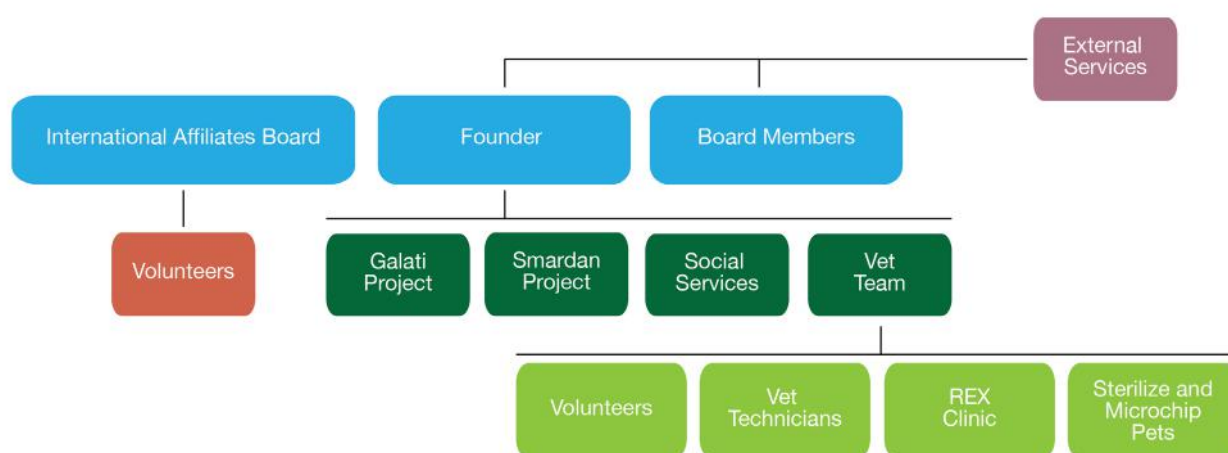 External
Services
International Affiliates Board
Founder
Board Members
Volunteers
Galati
Project
Smardan
Project
Social
Services
Vet
Team
Volunteers
Vet
Technicians
REX
Clinic
Sterilize and
Microchip
Pets